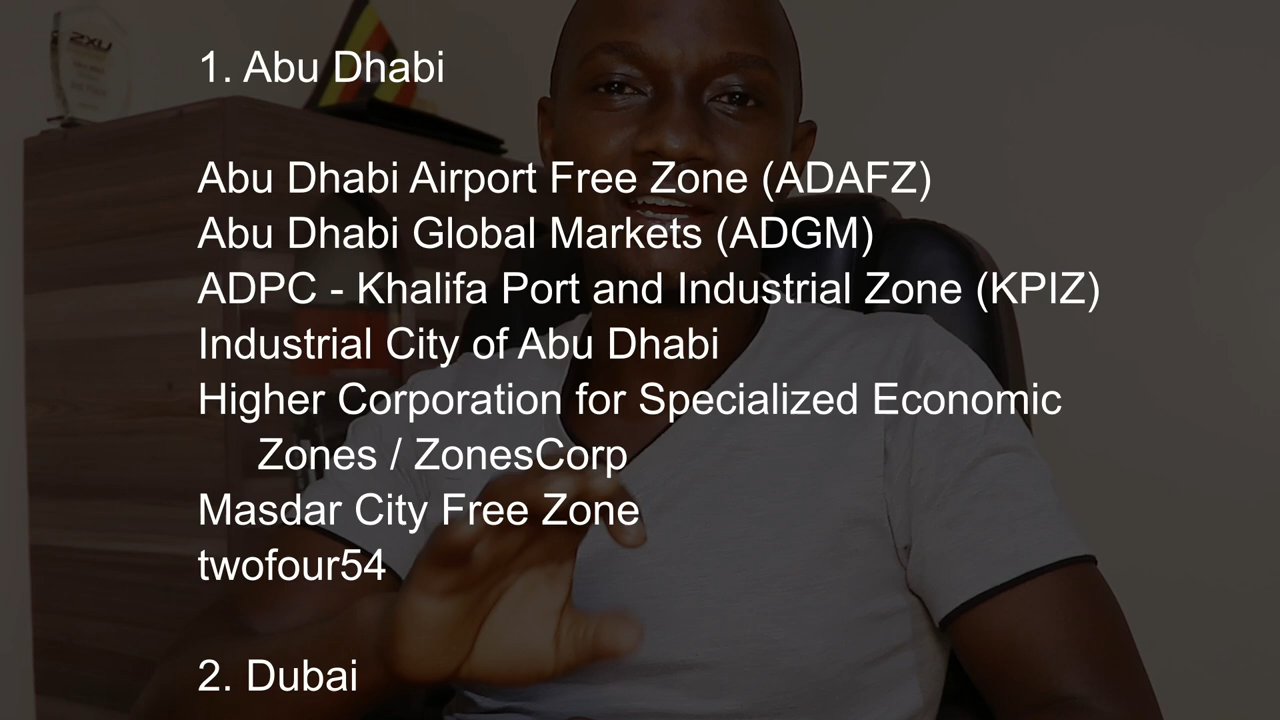 2XU
1. Abu Dhabi
Abu Dhabi Airport Free Zone (ADAFZ)
Abu Dhabi Global Markets (ADGM)
ADPC - Khalifa Port and Industrial Zone (KPIZ)
Industrial City of Abu Dhabi
Higher Corporation for Specialized Economic
Zones / ZonesCorp
Masdar City Free Zone
twofour54
2. Dubai